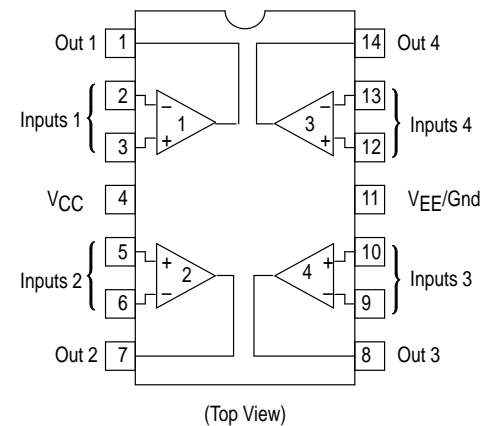 Out 1 1 14 Out 4
2 − − 13
Inputs 1 1 3 Inputs 4
3 + + 12
VCC 4 11 VEE/Gnd
5 + + 10
Inputs 2 2 4 Inputs 3
6 − − 9
Out 2 7 8 Out 3
(Top View)